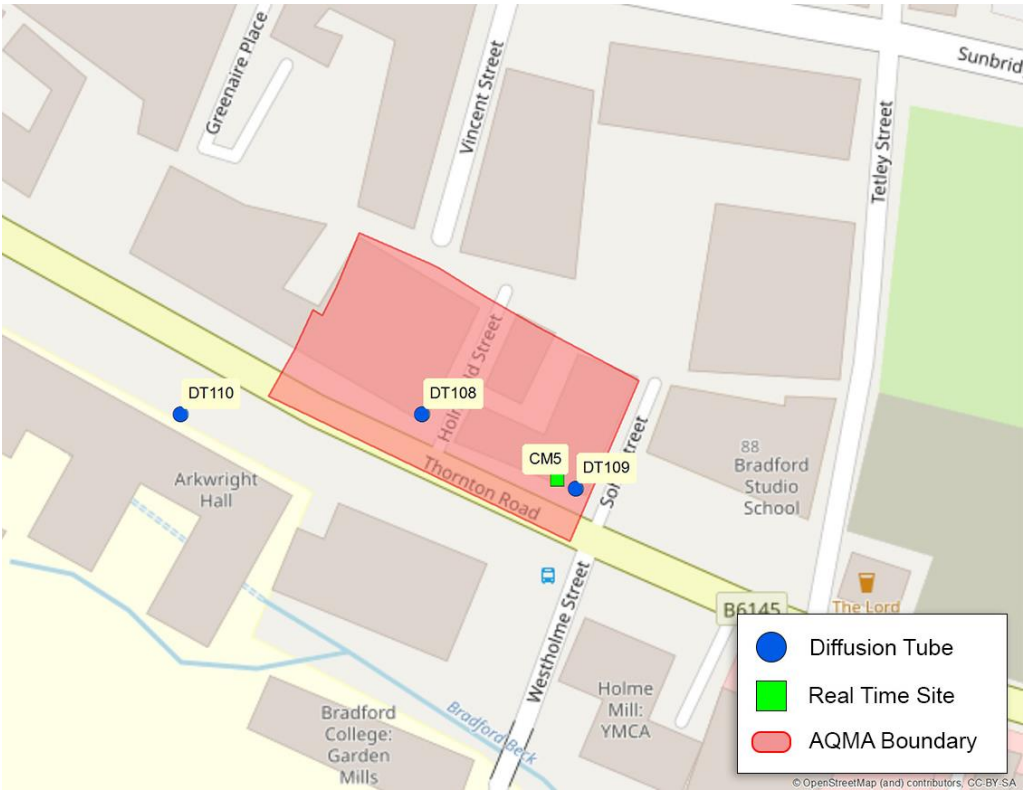 Greenaire Place
Vincent Street
Sunbrid
Tetley Street
DT110
DT108
Holm
ld Street
CM5
DT109
Thornton Road
treet
Arkwright
Hall
88
Bradford
Studio
School
B6145
The Lord
Westholme Street
Holme
Mill:
YMCA
Bradford
College:
Garden
Mills
Bradford Beck
Diffusion Tube
Real Time Site
AQMA Boundary
© OpenStreetMap (and) contributors, CC-BY-SA